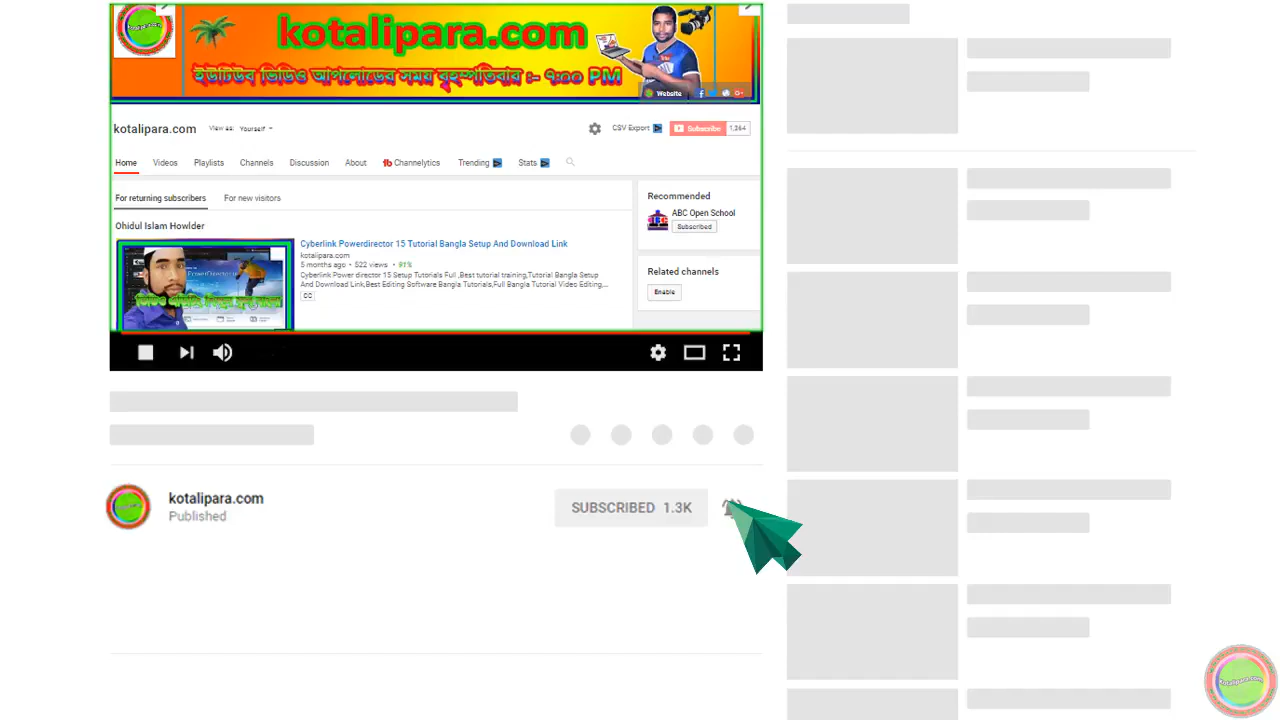 kotalipara.com
ইউটিউব ভিডিও আপলোডের সময় বৃহস্পতিবার :- ৭:০০ PM
Website
kotalipara.com View as: Yourself
CSV Export Subscribe 1,364
Home Videos Playlists Channels Discussion About Channelytics Trending Stats
For returning subscribers For new visitors
Ohidul Islam Howlder
Cyberlink Powerdirector 15 Tutorial Bangla Setup And Download Link
kotalipara.com
5 months ago • 522 views • 91%
Cyberlink Power director 15 Setup Tutorials Full ,Best tutorial training,Tutorial Bangla Setup
And Download Link,Best Editing Software Bangla Tutorials,Full Bangla Tutorial Video Editing,...
CC
Recommended
ABC Open School
Subscribed
Related channels
Enable
kotalipara.com
Published
SUBSCRIBED 1.3K
kotalipara.com